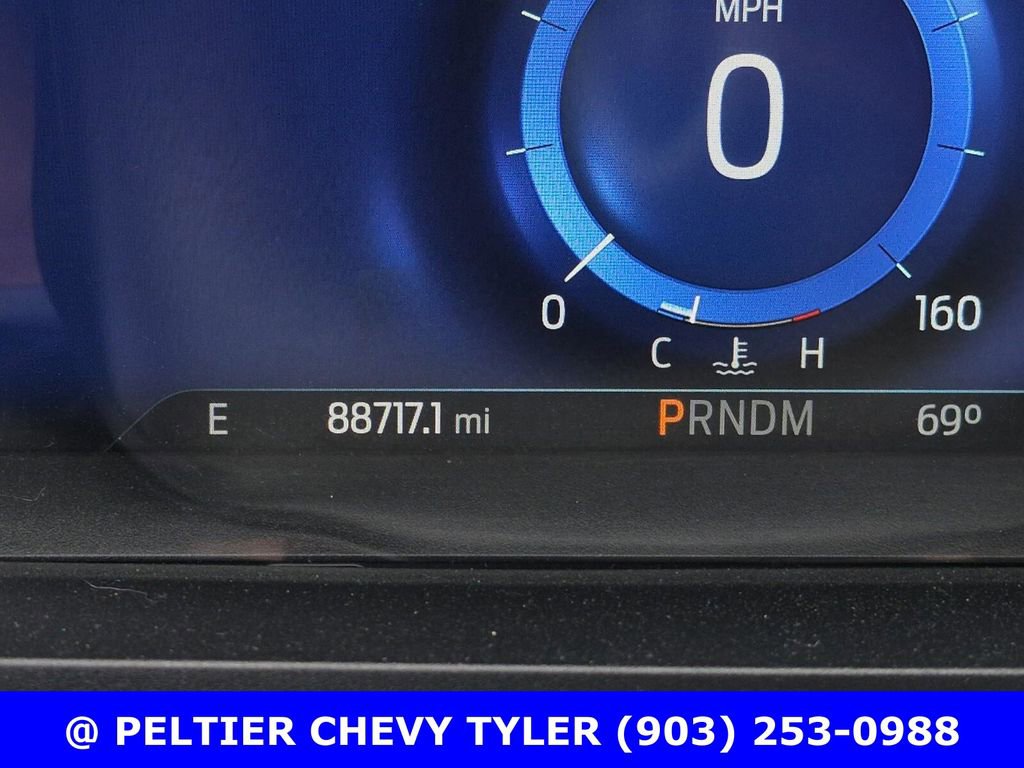 MPH
0
0 160
C H
E 88717.1 mi PRNDM 69º
@ PELTIER CHEVY TYLER (903) 253-0988